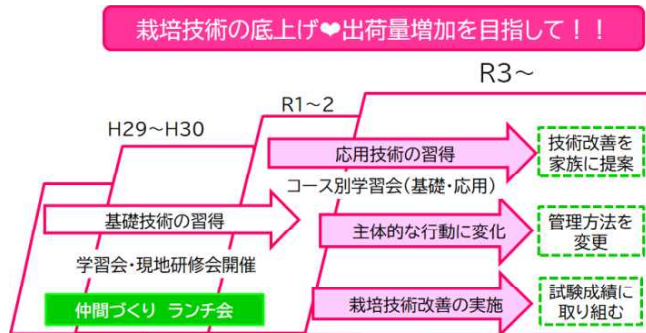 栽培技術の底上げ❤出荷量増加を目指して！！
R3～
R1～2
H29～H30
応用技術の習得
技術改善を
家族に提案
コース別学習会(基礎・応用)
基礎技術の習得
主体的な行動に変化
管理方法を
変更
学習会・現地研修会開催
仲間づくり ランチ会
栽培技術改善の実施
試験成績に
取り組む